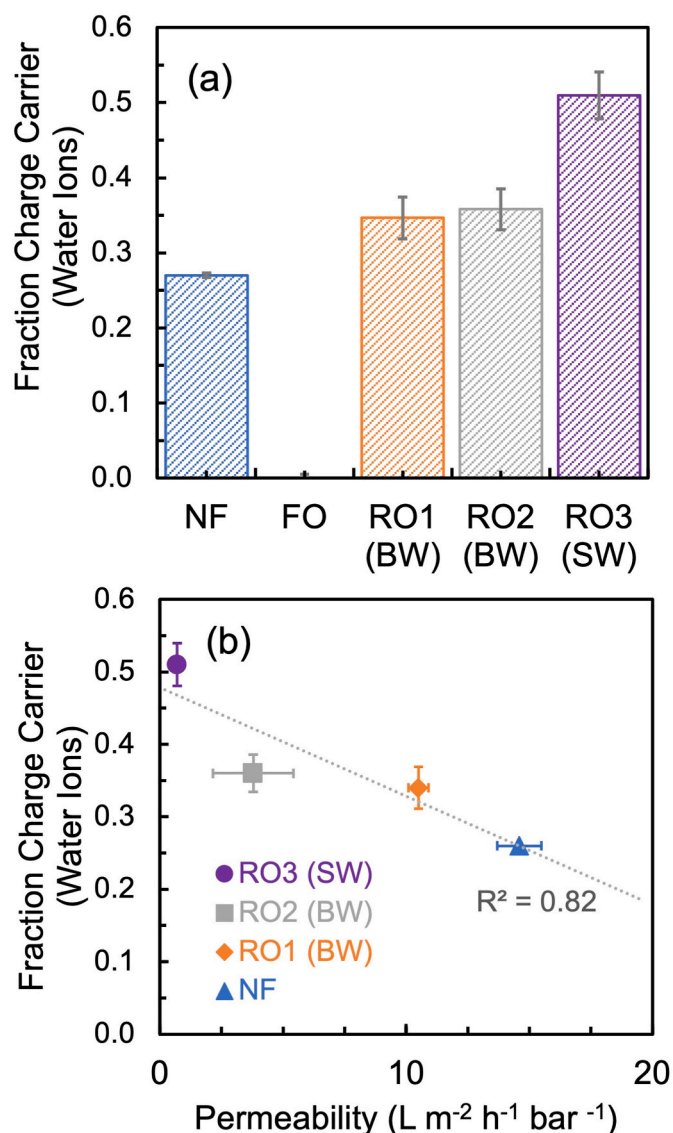 Fraction Charge Carrier
(Water Ions)
0.6
0.5
0.4
0.3
0.2
0.1
0.0
(a)
NF FO RO1 RO2 RO3
(BW) (BW) (SW)
Fraction Charge Carrier
(Water Ions)
0.6
0.5
0.4
0.3
0.2
0.1
0.0
(b)
RO3 (SW)
RO2 (BW)
RO1 (BW)
NF
R² = 0.82
0 10 20
Permeability (L m⁻² h⁻¹ bar ⁻¹)